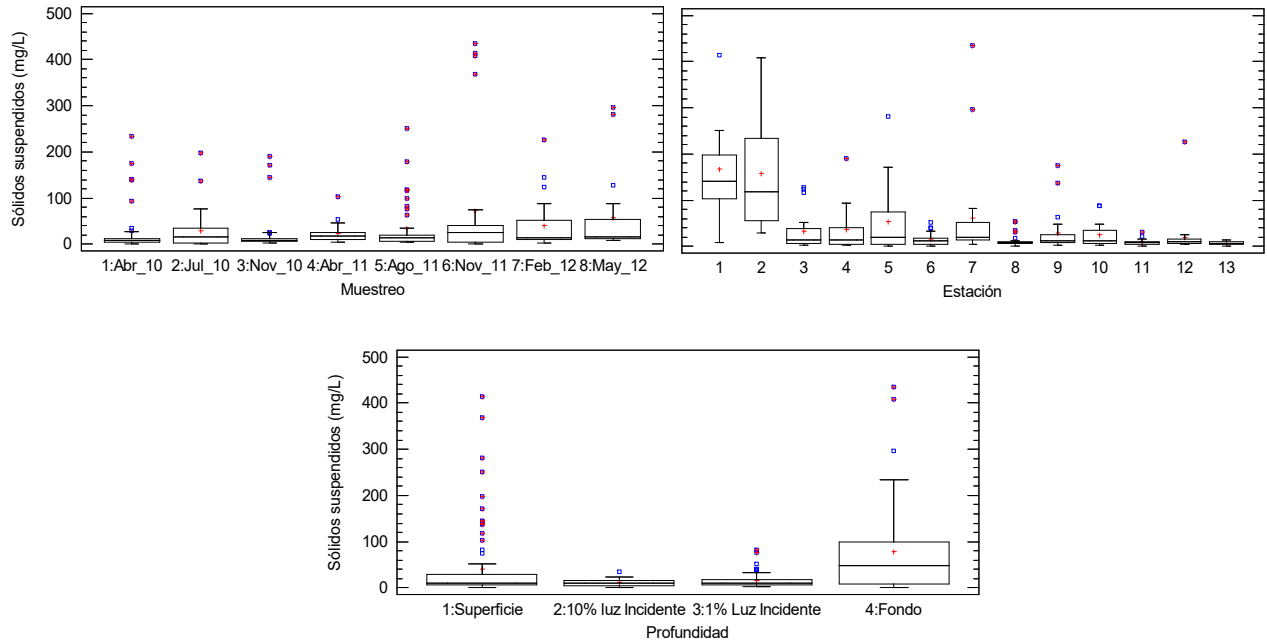 Sólidos suspendidos (mg/L)
500
400
300
200
100
0
1:Abr_10 2:Jul_10 3:Nov_10 4:Abr_11 5:Ago_11 6:Nov_11 7:Feb_12 8:May_12
Muestreo
1 2 3 4 5 6 7 8 9 10 11 12 13
Estación
Sólidos suspendidos (mg/L)
500
400
300
200
100
0
1:Superficie 2:10% luz Incidente 3:1% Luz Incidente 4:Fondo
Profundidad